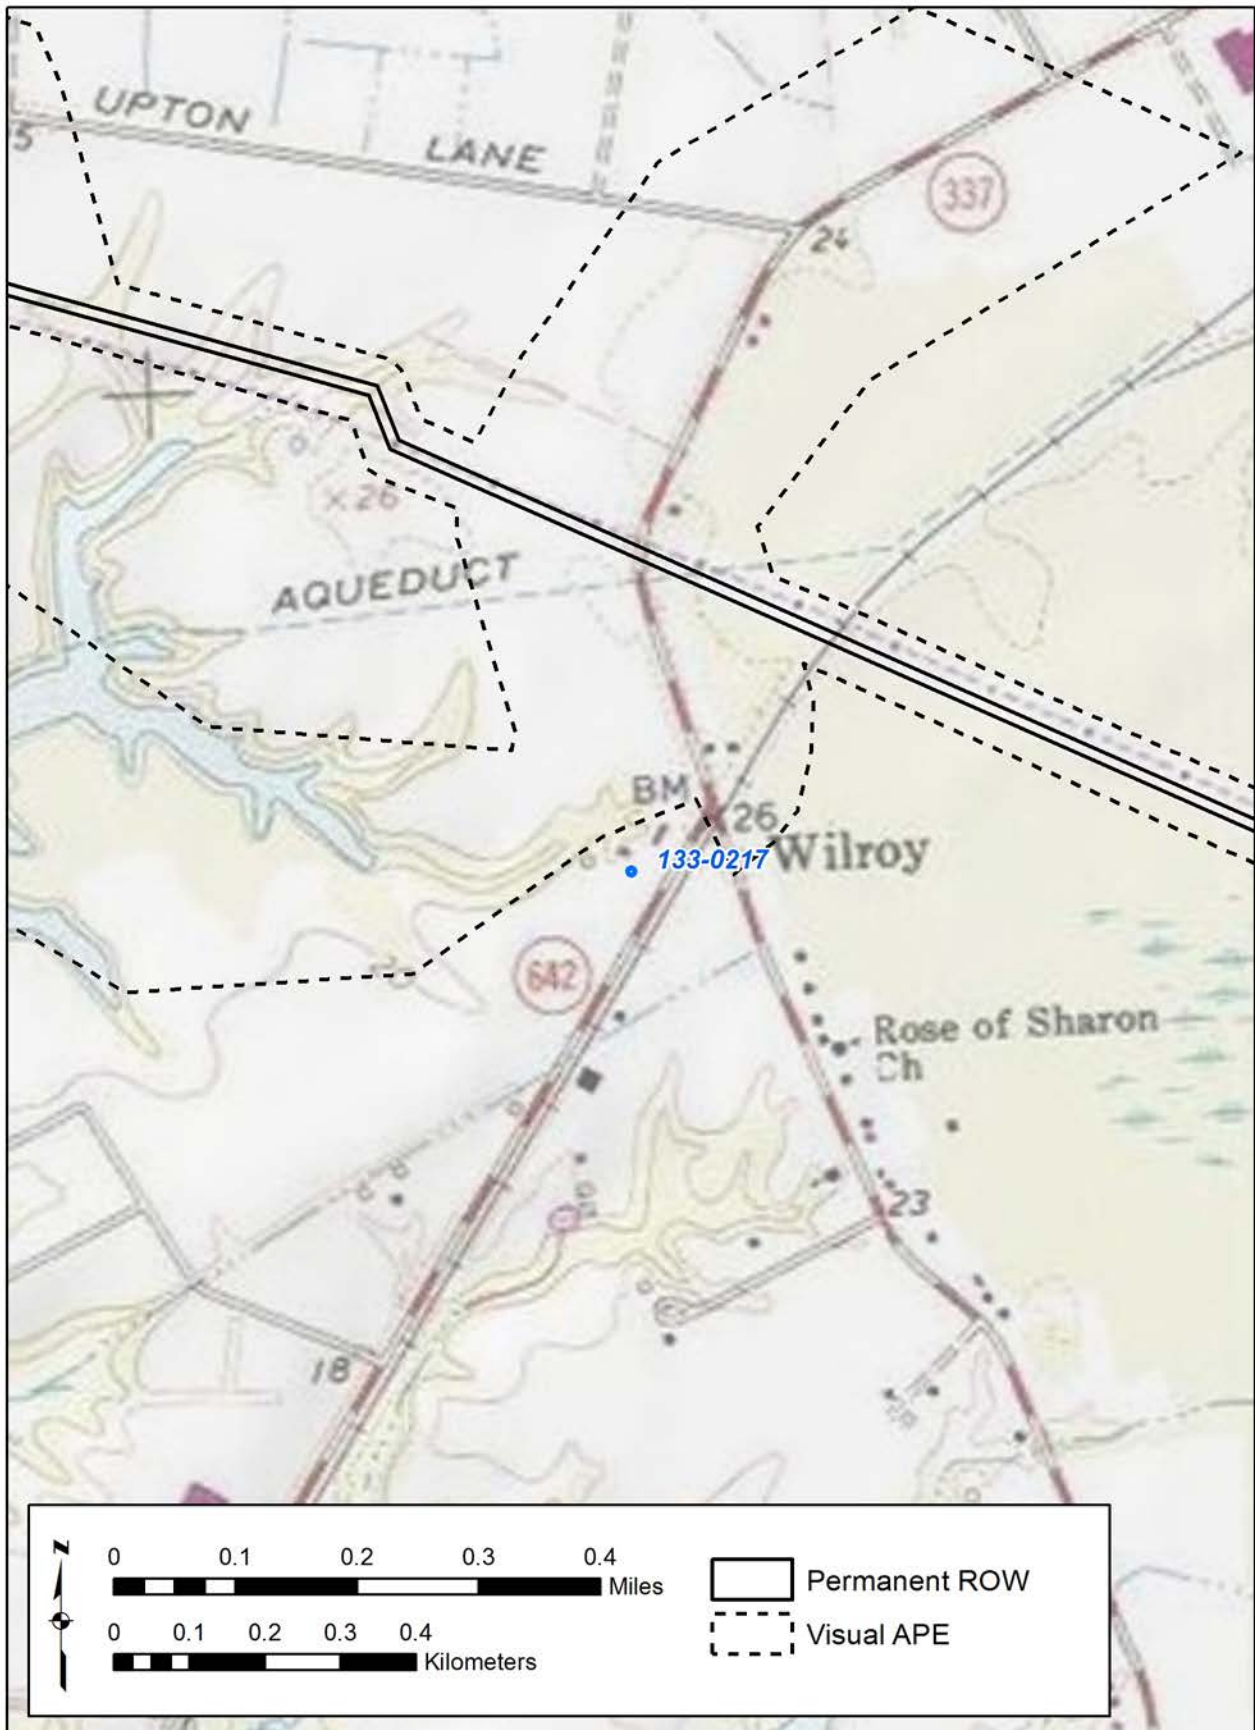 UPTON
LANE
5
337
24
× 26
AQUEDUCT
BM
26
133-0217
Wilroy
642
Rose of Sharon
Ch
23
18
N
0 0.1 0.2 0.3 0.4
Miles
0 0.1 0.2 0.3 0.4
Kilometers
Permanent ROW
Visual APE